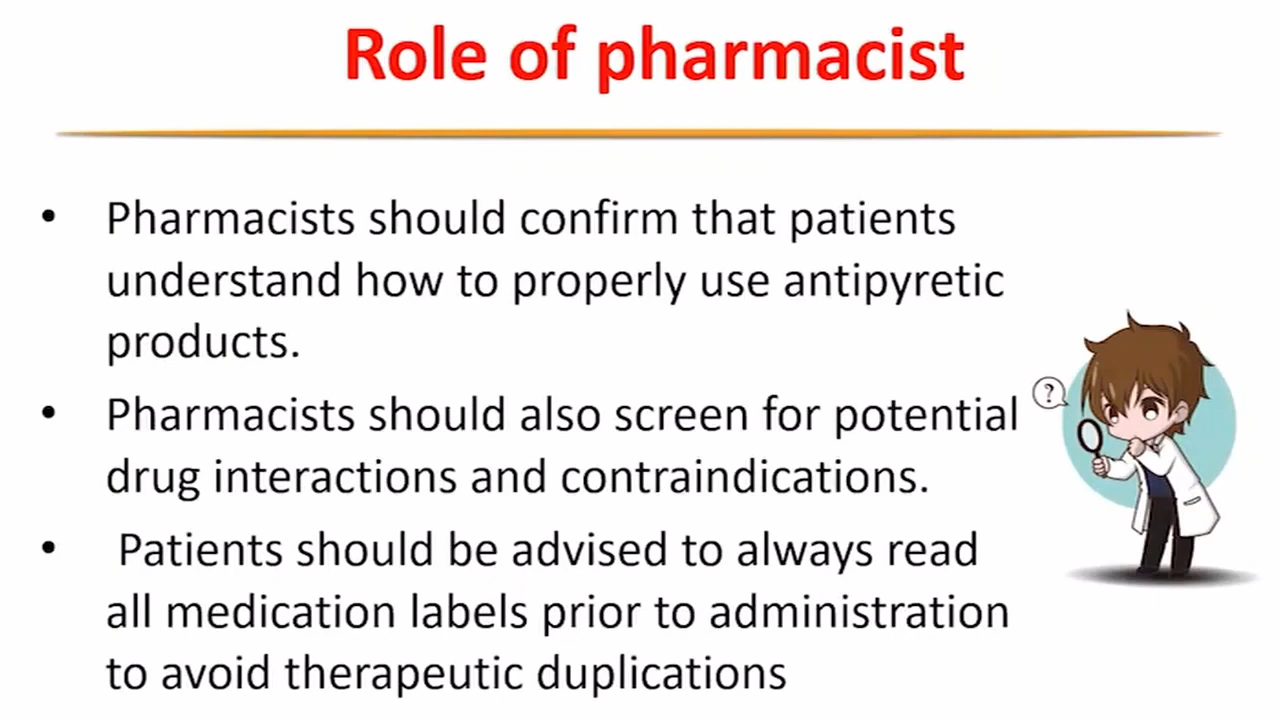 Role of pharmacist
• Pharmacists should confirm that patients
understand how to properly use antipyretic
products.
• Pharmacists should also screen for potential
drug interactions and contraindications.
• Patients should be advised to always read
all medication labels prior to administration
to avoid therapeutic duplications
?